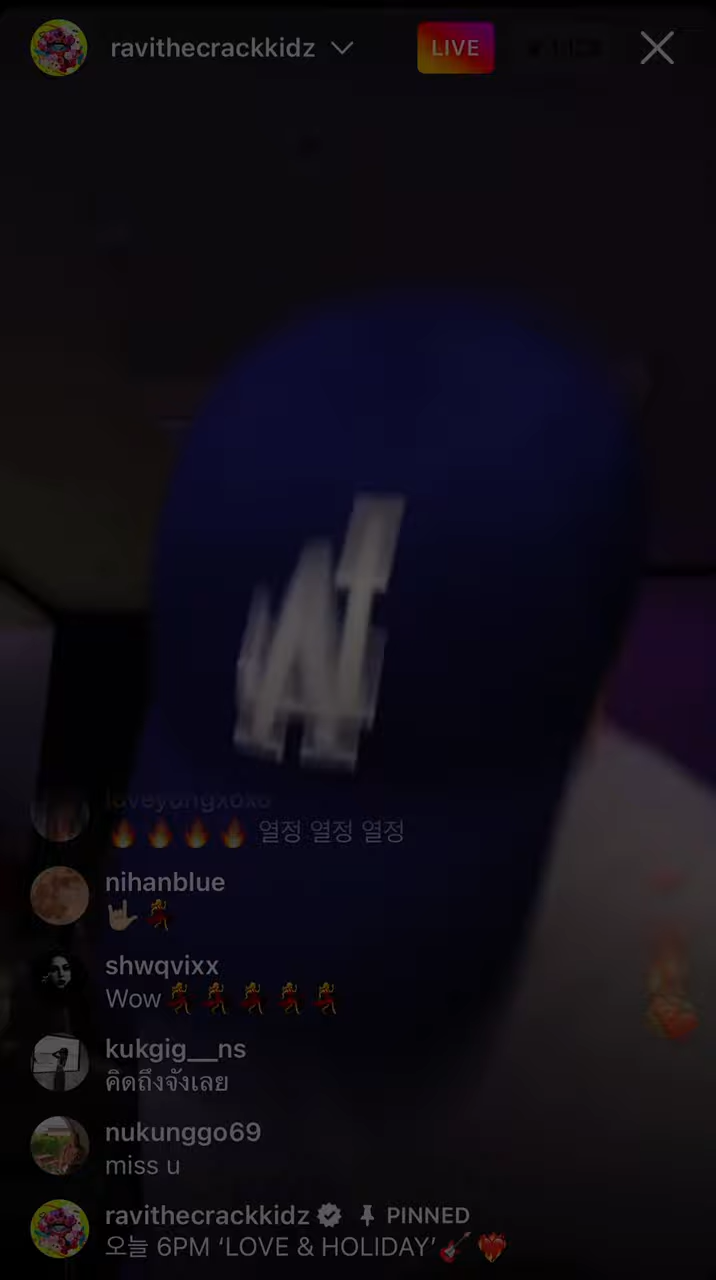 ravithecrackkidz
LIVE
loveyongxoxo
🔥🔥🔥🔥 열정 열정 열정
nihanblue
🤟🏻💃
shwqvixx
Wow💃💃💃💃💃
kukgig__ns
คิดถึงจังเลย
nukunggo69
miss u
ravithecrackkidz PINNED
오늘 6PM ‘LOVE & HOLIDAY’🎸❤️‍🔥